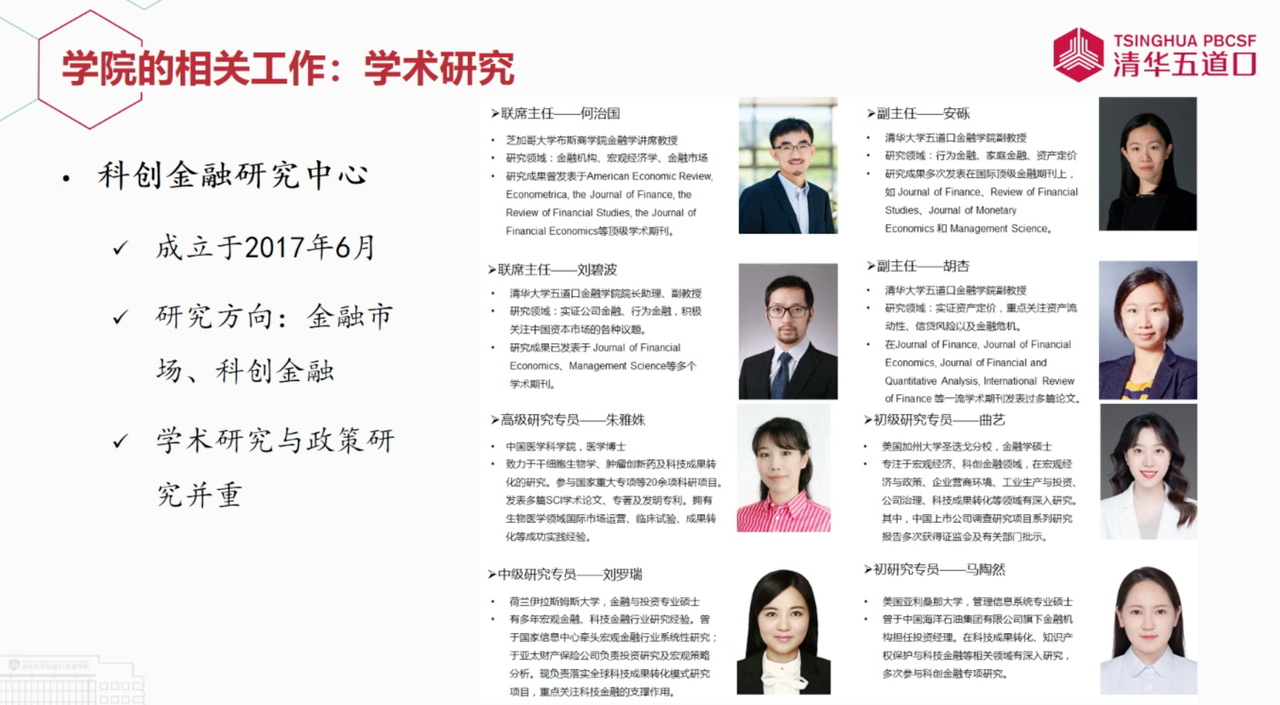 学院的相关工作：学术研究
TSINGHUA PBCSF
清华五道口
• 科创金融研究中心
✓ 成立于2017年6月
✓ 研究方向：金融市
场、科创金融
✓ 学术研究与政策研
究并重
➢联席主任——何治国
• 芝加哥大学布斯商学院金融学讲席教授
• 研究领域：金融机构、宏观经济学、金融市场
• 研究成果曾发表于American Economic Review,
Econometrica, the Journal of Finance, the
Review of Financial Studies, the Journal of
Financial Economics等顶级学术期刊。
➢联席主任——刘碧波
• 清华大学五道口金融学院院长助理、副教授
• 研究领域：实证公司金融、行为金融，积极
关注中国资本市场的各种议题。
• 研究成果已发表于 Journal of Financial
Economics、Management Science等多个
学术期刊。
➢高级研究专员——朱雅姝
• 中国医学科学院，医学博士
• 致力于干细胞生物学、肿瘤创新药及科技成果转
化的研究。参与国家重大专项等20余项科研项目。
发表多篇SCI学术论文、专著及发明专利。拥有
生物医学领域国际市场运营、临床试验、成果转
化等成功实践经验。
➢中级研究专员——刘罗瑞
• 荷兰伊拉斯姆斯大学，金融与投资专业硕士
• 有多年宏观金融、科技金融行业研究经验。曾
于国家信息中心牵头宏观金融行业系统性研究；
于亚太财产保险公司负责投资研究及宏观策略
分析。现负责落实全球科技成果转化模式研究
项目，重点关注科技金融的支撑作用。
➢副主任——安砾
• 清华大学五道口金融学院副教授
• 研究领域：行为金融、家庭金融、资产定价
• 研究成果多次发表在国际顶级金融期刊上，
如 Journal of Finance、Review of Financial
Studies、Journal of Monetary
Economics 和 Management Science。
➢副主任——胡杏
• 清华大学五道口金融学院副教授
• 研究领域：实证资产定价，重点关注资产流
动性、信贷风险以及金融危机。
• 在Journal of Finance, Journal of Financial
Economics, Journal of Financial and
Quantitative Analysis, International Review
of Finance 等一流学术期刊发表过多篇论文。
➢初级研究专员——曲艺
• 美国加州大学圣迭戈分校，金融学硕士
• 专注于宏观经济、科创金融领域，在宏观经
济与政策、企业营商环境、工业生产与投资、
公司治理、科技成果转化等领域有深入研究。
其中，中国上市公司调查研究项目系列研究
报告多次获得证监会及有关部门批示。
➢初研究专员——马陶然
• 美国亚利桑那大学，管理信息系统专业硕士
• 曾于中国海洋石油集团有限公司旗下金融机
构担任投资经理。在科技成果转化、知识产
权保护与科技金融等相关领域有深入研究，
多次参与科创金融专项研究。